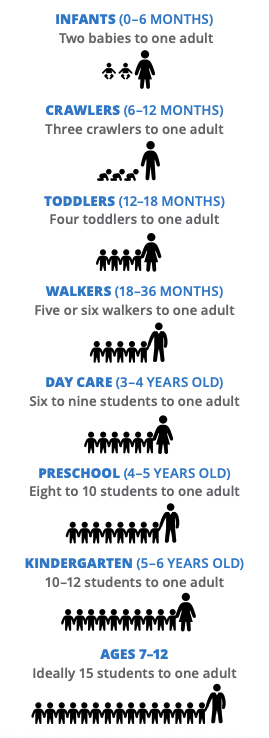 INFANTS (0–6 MONTHS)
Two babies to one adult
CRAWLERS (6–12 MONTHS)
Three crawlers to one adult
TODDLERS (12–18 MONTHS)
Four toddlers to one adult
WALKERS (18–36 MONTHS)
Five or six walkers to one adult
DAY CARE (3–4 YEARS OLD)
Six to nine students to one adult
PRESCHOOL (4–5 YEARS OLD)
Eight to 10 students to one adult
KINDERGARTEN (5–6 YEARS OLD)
10–12 students to one adult
AGES 7–12
Ideally 15 students to one adult